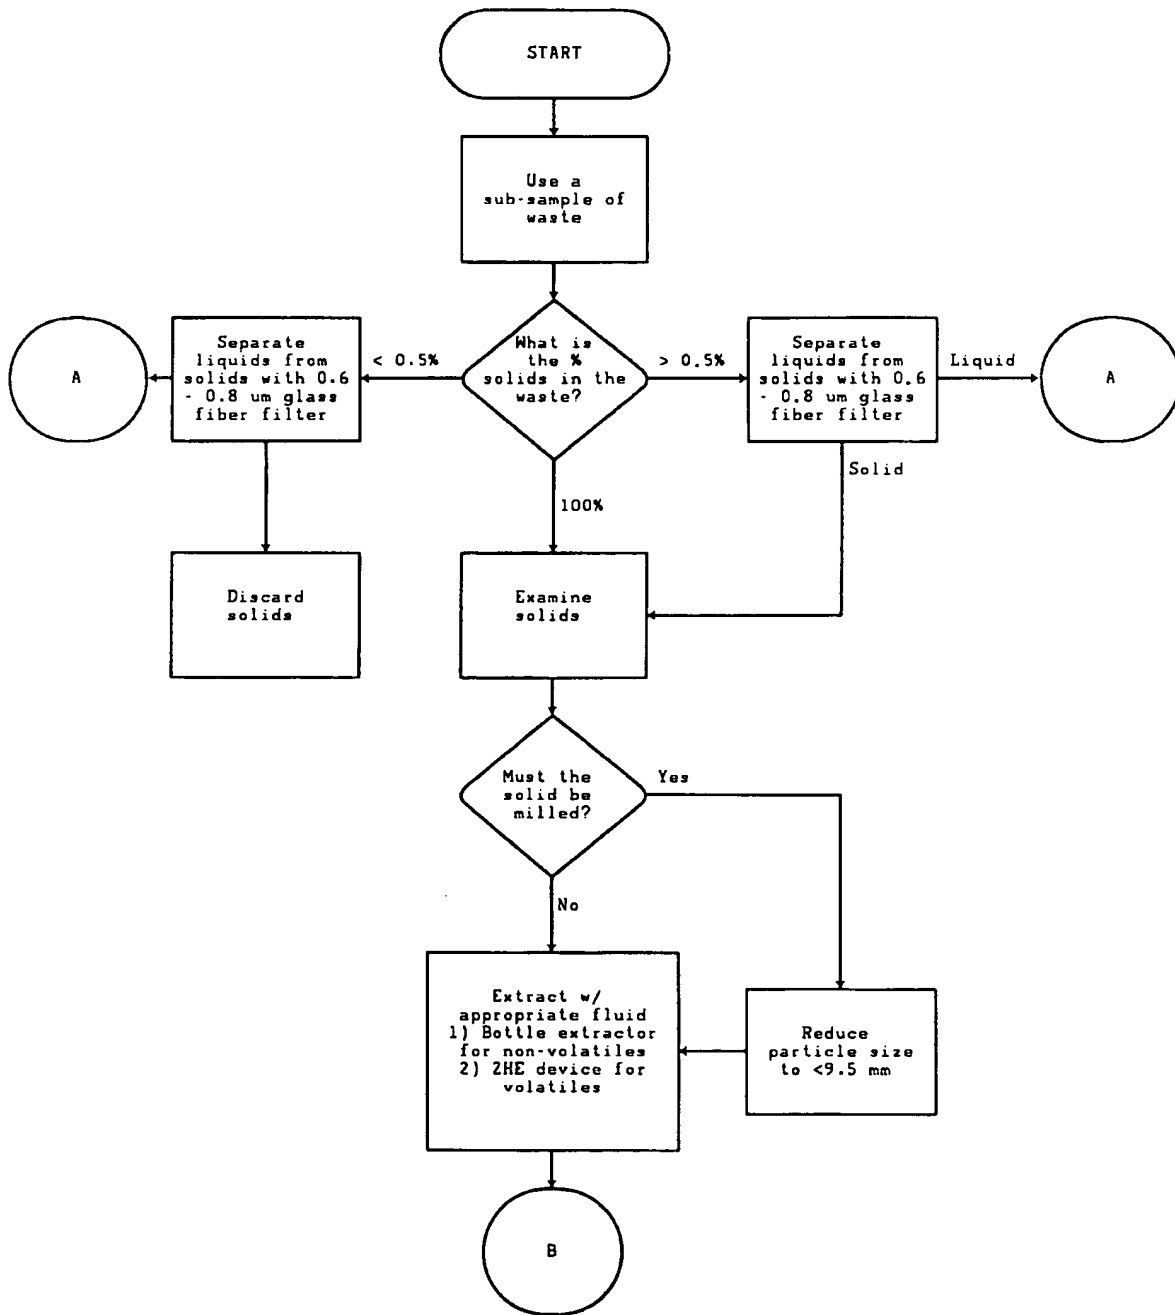 START
Use a
sub-sample of
waste
A
Separate
liquids from
solids with 0.6
- 0.8 um glass
fiber filter
< 0.5%
What is
the %
solids in the
waste?
> 0.5%
Separate
liquids from
solids with 0.6
- 0.8 um glass
fiber filter
Liquid
A
Solid
100%
Discard
solids
Examine
solids
Must the
solid be
milled?
Yes
No
Extract w/
appropriate fluid
1) Bottle extractor
for non-volatiles
2) ZHE device for
volatiles
Reduce
particle size
to <9.5 mm
B